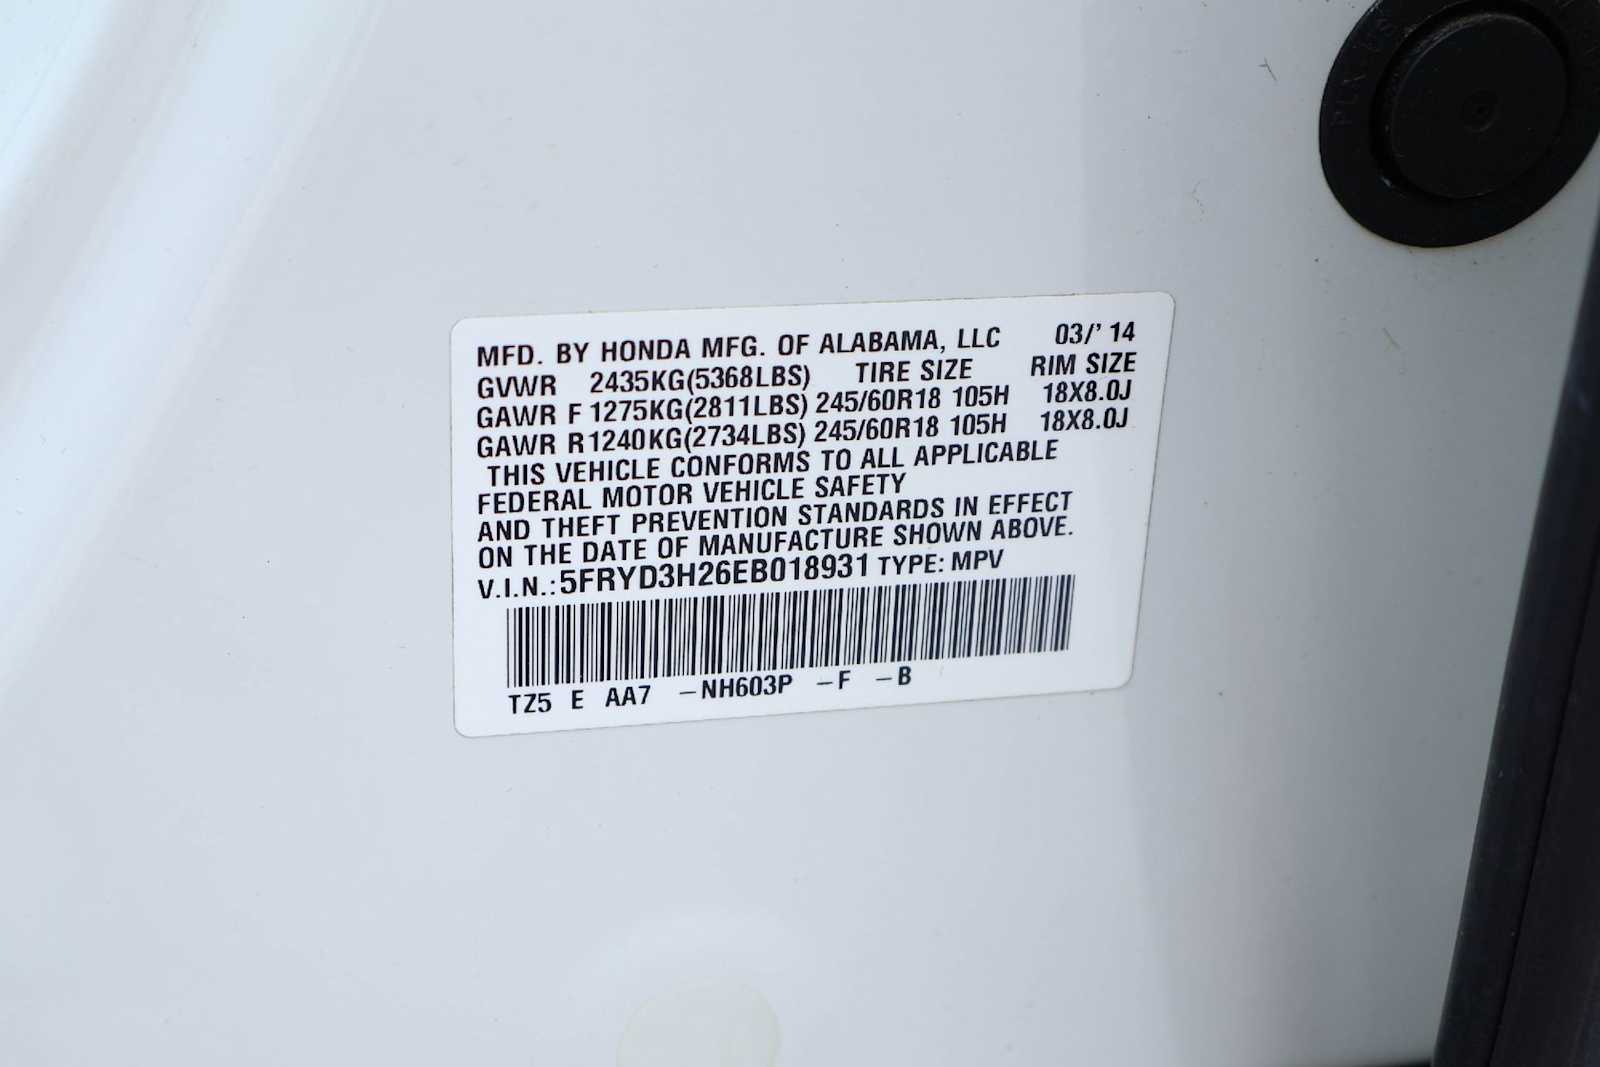 MFD. BY HONDA MFG. OF ALABAMA, LLC 03/' 14
GVWR 2435KG(5368LBS) TIRE SIZE RIM SIZE
GAWR F 1275KG(2811LBS) 245/60R18 105H 18X8.0J
GAWR R 1240KG(2734LBS) 245/60R18 105H 18X8.0J
THIS VEHICLE CONFORMS TO ALL APPLICABLE
FEDERAL MOTOR VEHICLE SAFETY
AND THEFT PREVENTION STANDARDS IN EFFECT
ON THE DATE OF MANUFACTURE SHOWN ABOVE.
V.I.N.: 5FRYD3H26EB018931 TYPE: MPV
TZ5 E AA7 -NH603P -F -B